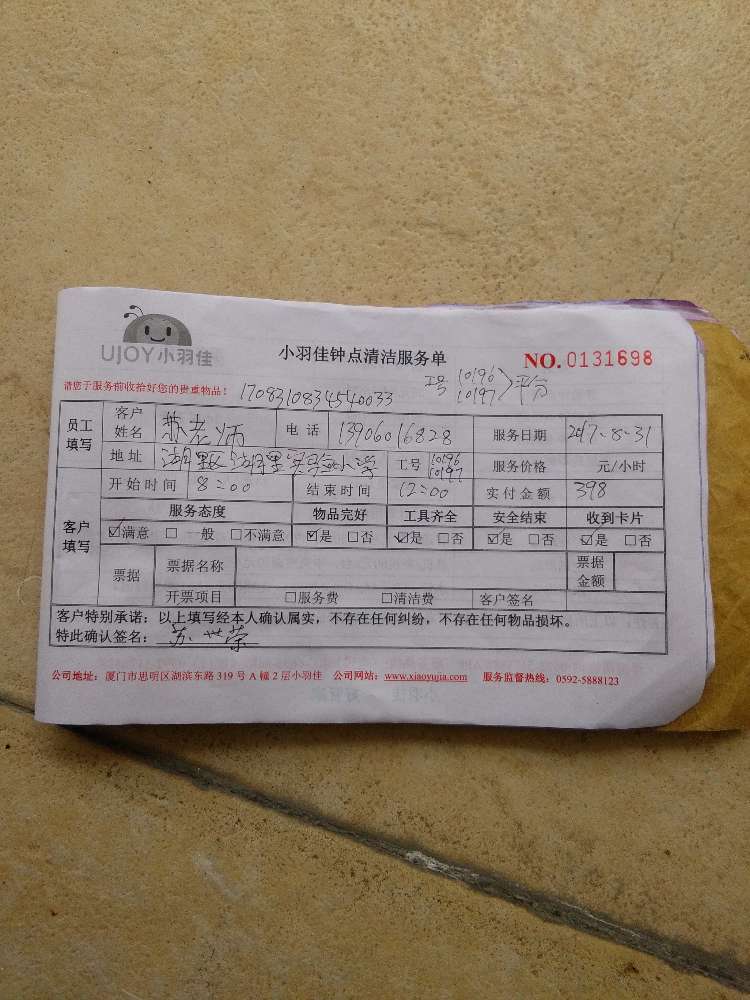 UJOY小羽佳
小羽佳钟点清洁服务单
NO. 0131698
请您于服务前收拾好您的贵重物品！ 1708310834540033 工号 10196 10197 平分
员工填写 客户姓名 苏老师 电话 13906016828 服务日期 2017-8-31
地址 湖里区湖里实验小学 工号 10196 10197 服务价格 元/小时
开始时间 8:00 结束时间 12:00 实付金额 398
客户填写 服务态度 物品完好 工具齐全 安全结束 收到卡片
☑满意 □一般 □不满意 ☑是 □否 ☑是 □否 ☑是 □否 ☑是 □否
票据 票据名称 票据金额
开票项目 □服务费 □清洁费 客户签名
客户特别承诺：以上填写经本人确认属实，不存在任何纠纷，不存在任何物品损坏。
特此确认签名：苏世荣
公司地址：厦门市思明区湖滨东路 319 号 A 幢 2 层小羽佳 公司网站：www.xiaoyujia.com 服务监督热线：0592-5888123